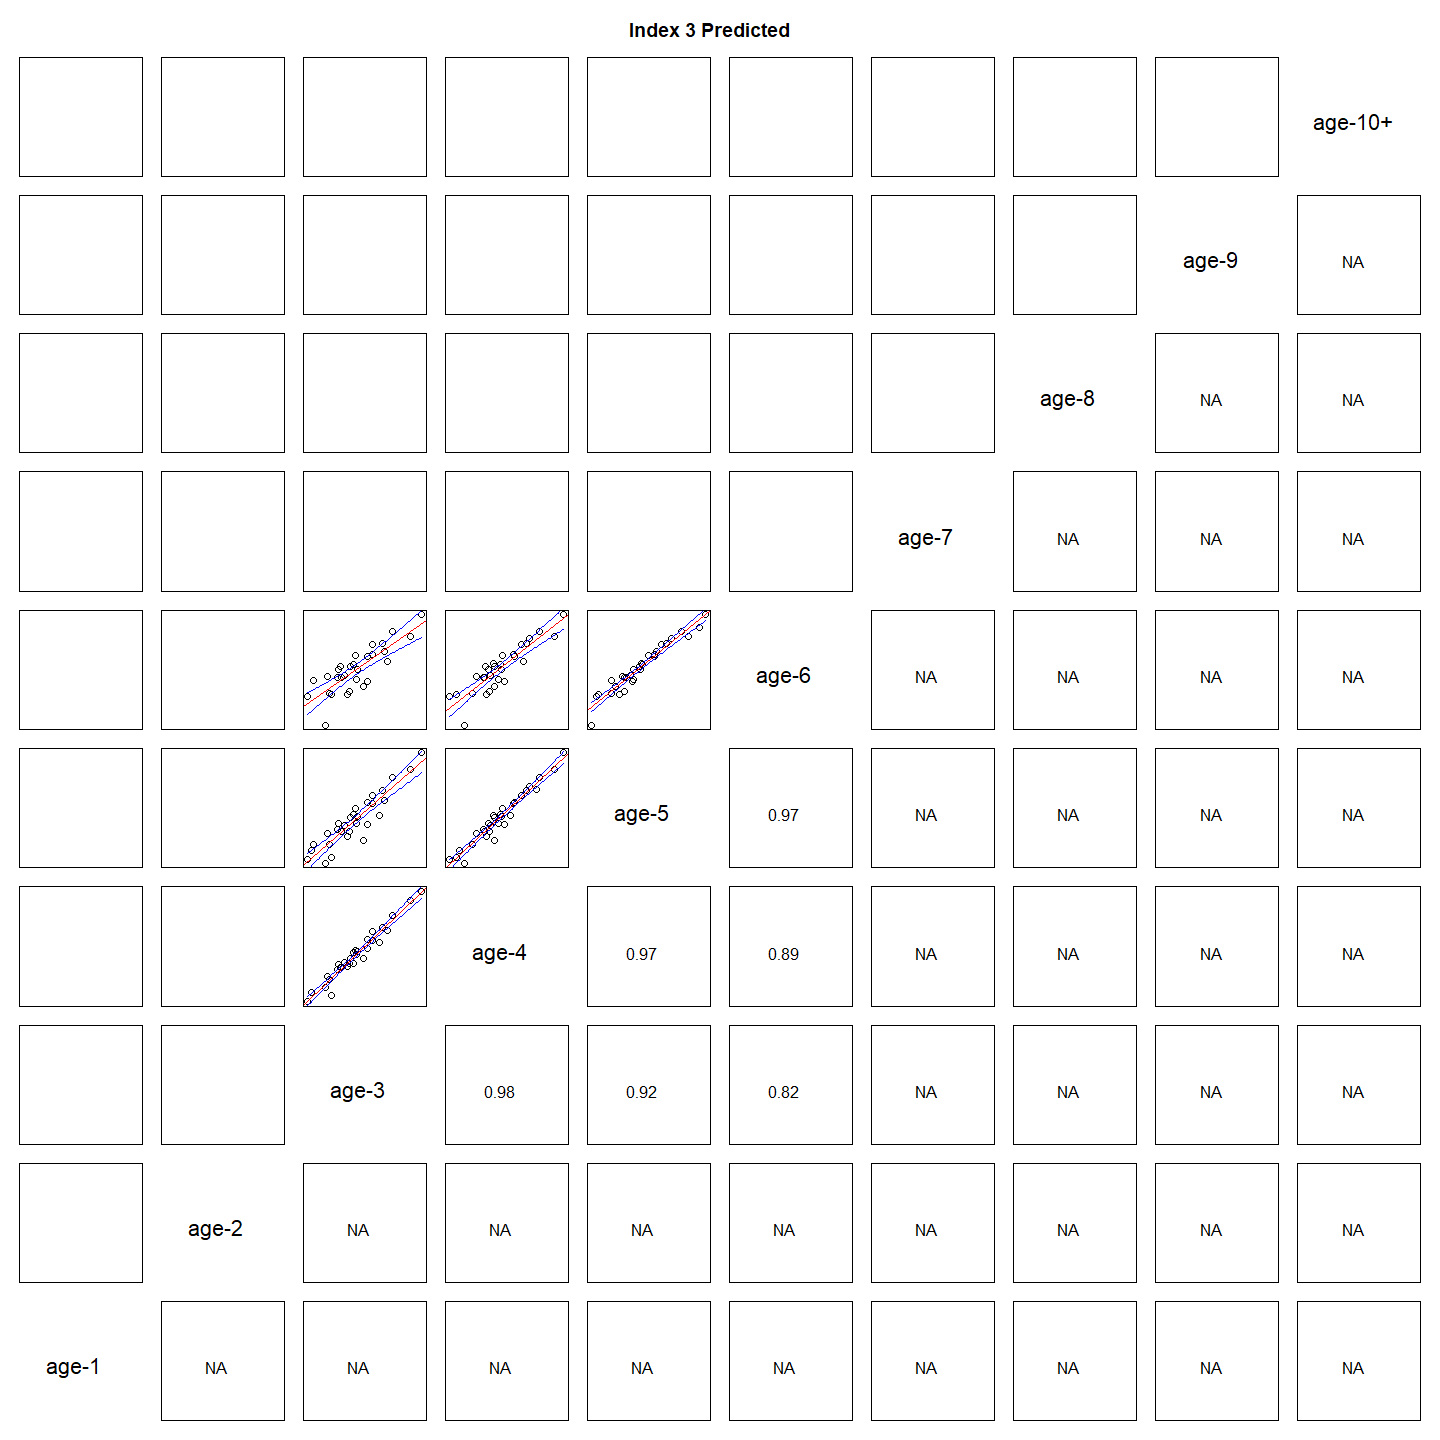 Index 3 Predicted
age-10+
age-9 NA
age-8 NA NA
age-7 NA NA NA
age-6 NA NA NA NA
age-5 0.97 NA NA NA NA
age-4 0.97 0.89 NA NA NA NA
age-3 0.98 0.92 0.82 NA NA NA NA
age-2 NA NA NA NA NA NA NA NA
age-1 NA NA NA NA NA NA NA NA NA